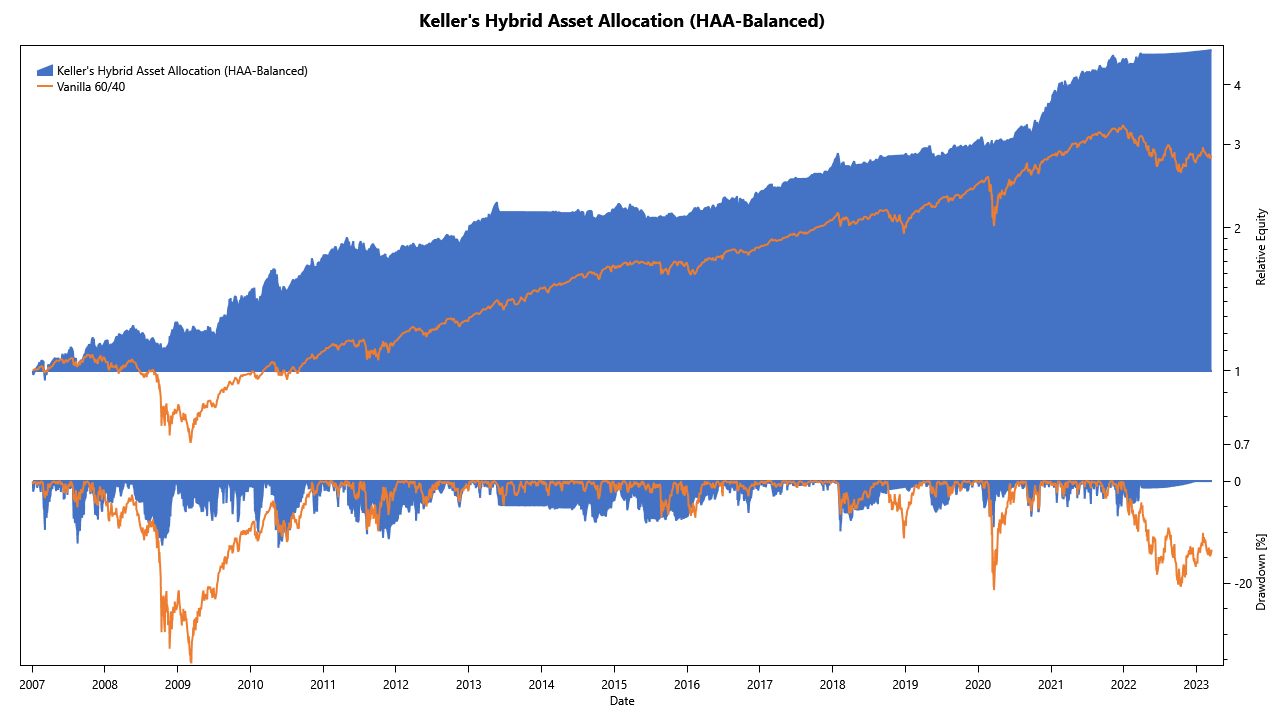 Keller's Hybrid Asset Allocation (HAA-Balanced)
Keller's Hybrid Asset Allocation (HAA-Balanced)
Vanilla 60/40
4
3
2
1
0.7
Relative Equity
0
-20
Drawdown [%]
2007 2008 2009 2010 2011 2012 2013 2014 2015 2016 2017 2018 2019 2020 2021 2022 2023
Date